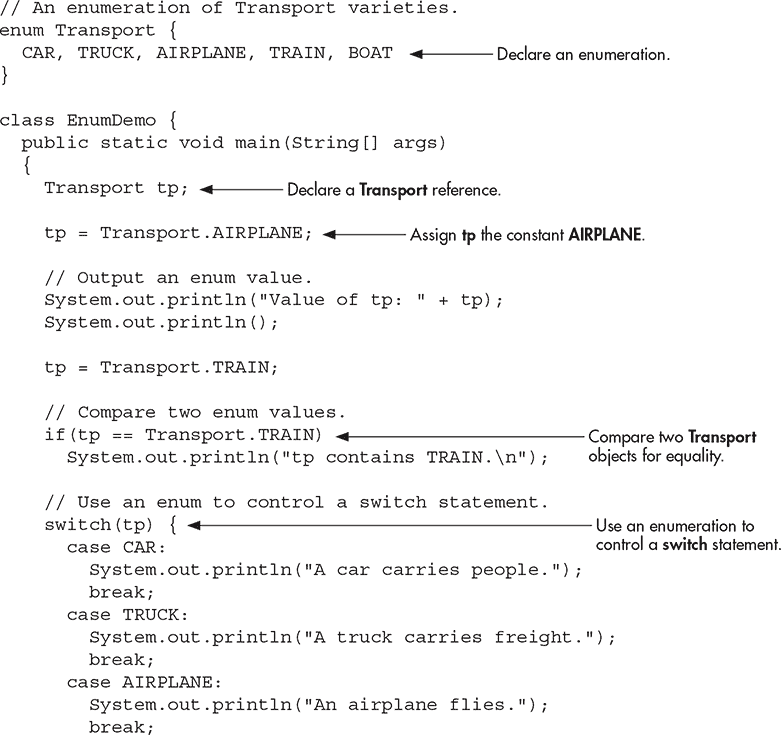 // An enumeration of Transport varieties.
enum Transport {
  CAR, TRUCK, AIRPLANE, TRAIN, BOAT Declare an enumeration.
}

class EnumDemo {
  public static void main(String[] args)
  {
    Transport tp; Declare a Transport reference.

    tp = Transport.AIRPLANE; Assign tp the constant AIRPLANE.

    // Output an enum value.
    System.out.println("Value of tp: " + tp);
    System.out.println();

    tp = Transport.TRAIN;

    // Compare two enum values.
    if(tp == Transport.TRAIN) Compare two Transport
      System.out.println("tp contains TRAIN.\n"); objects for equality.

    // Use an enum to control a switch statement.
    switch(tp) { Use an enumeration to
      case CAR: control a switch statement.
        System.out.println("A car carries people.");
        break;
      case TRUCK:
        System.out.println("A truck carries freight.");
        break;
      case AIRPLANE:
        System.out.println("An airplane flies.");
        break;